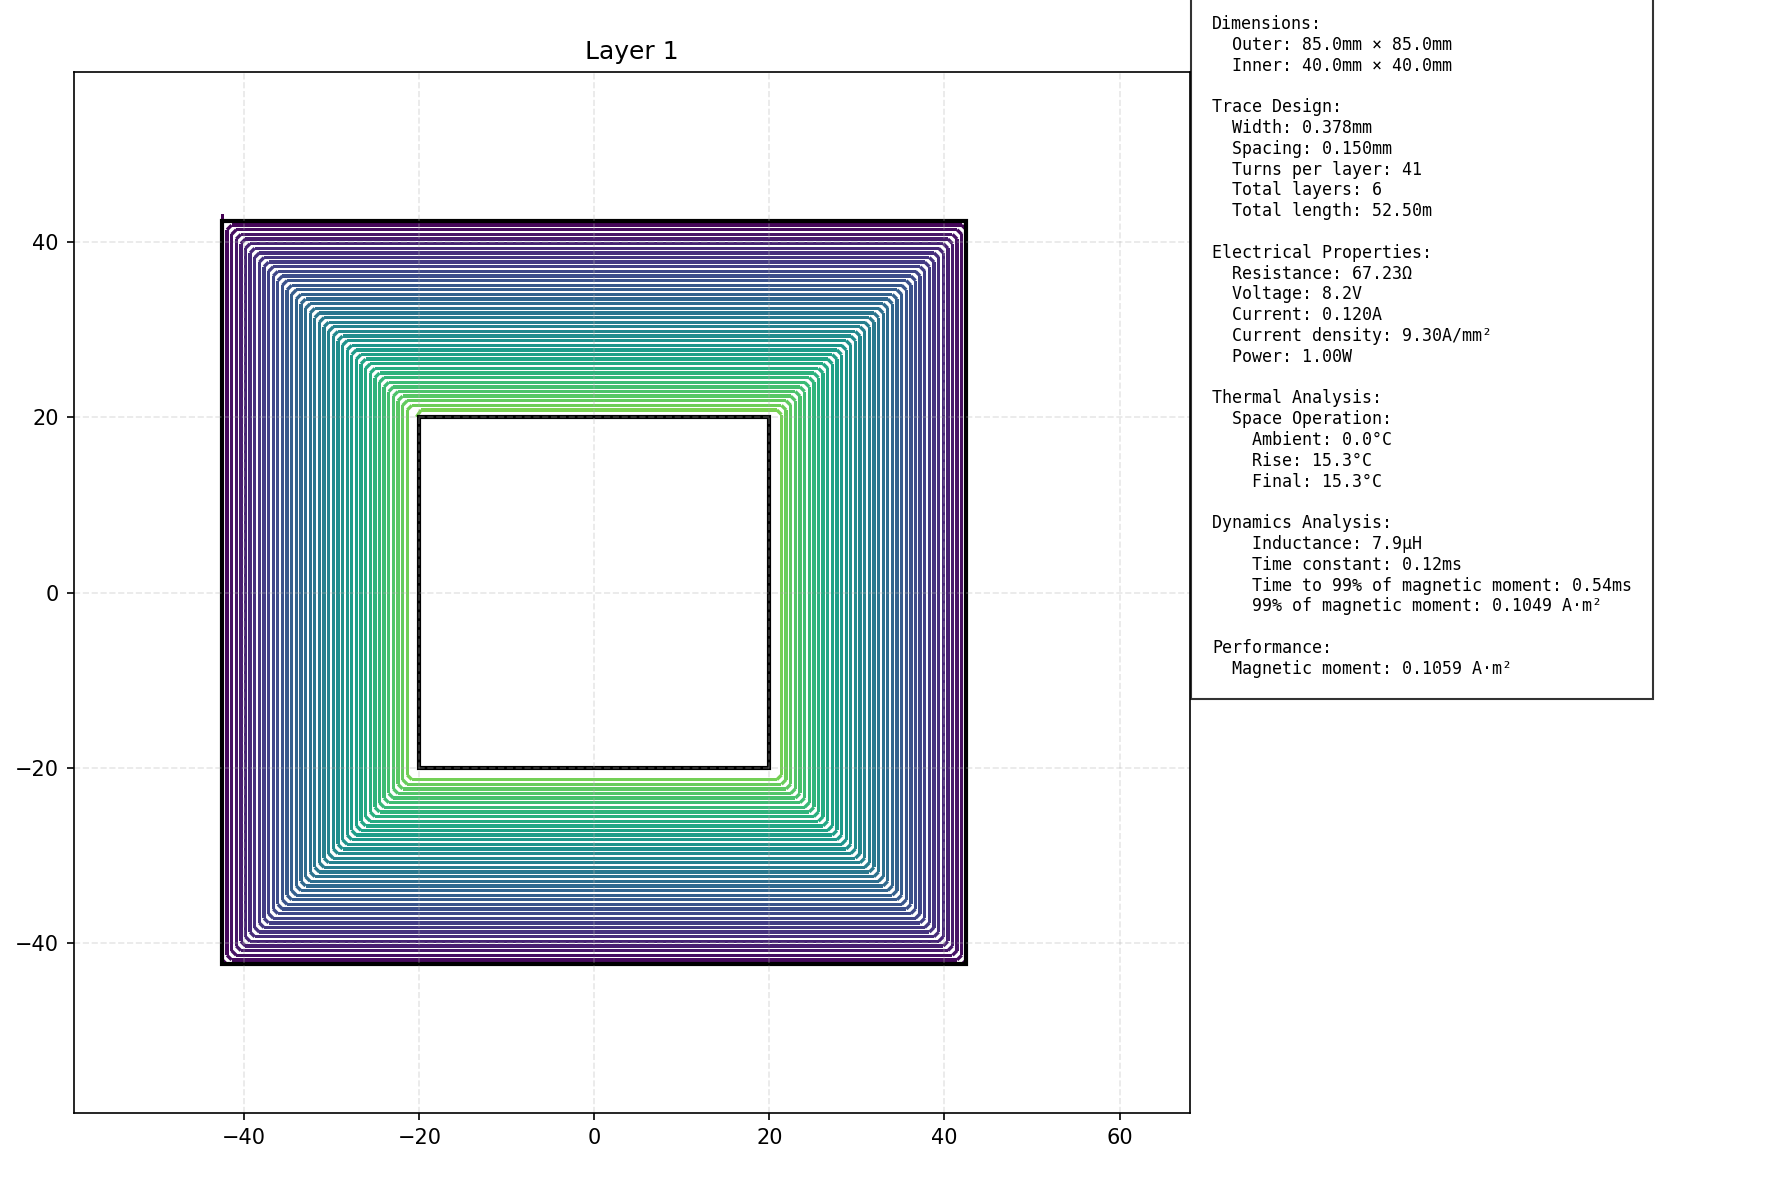 Layer 1
40
20
0
−20
−40
−40
−20
0
20
40
60
Dimensions:
Outer: 85.0mm × 85.0mm
Inner: 40.0mm × 40.0mm
Trace Design:
Width: 0.378mm
Spacing: 0.150mm
Turns per layer: 41
Total layers: 6
Total length: 52.50m
Electrical Properties:
Resistance: 67.23Ω
Voltage: 8.2V
Current: 0.120A
Current density: 9.30A/mm²
Power: 1.00W
Thermal Analysis:
Space Operation:
Ambient: 0.0°C
Rise: 15.3°C
Final: 15.3°C
Dynamics Analysis:
Inductance: 7.9µH
Time constant: 0.12ms
Time to 99% of magnetic moment: 0.54ms
99% of magnetic moment: 0.1049 A·m²
Performance:
Magnetic moment: 0.1059 A·m²